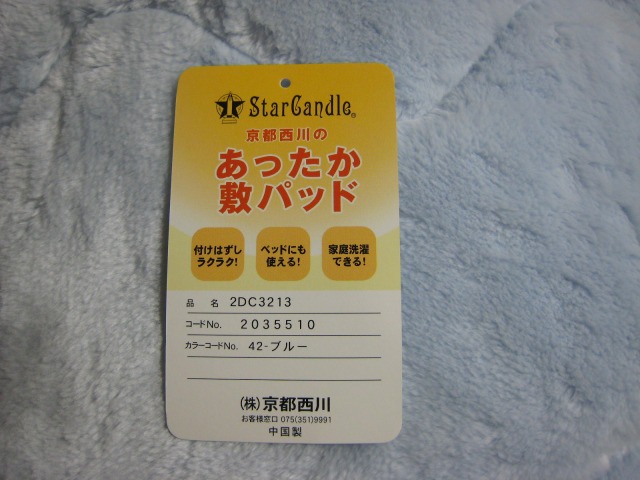 StarCandle®
京都西川の
あったか
敷パッド
付けはずし
ラクラク!
ベッドにも
使える!
家庭洗濯
できる!
品 名 2DC3213
コードNo. 2035510
カラーコードNo. 42-ブルー
(株)京都西川
お客様窓口 075(351)9991
中国製